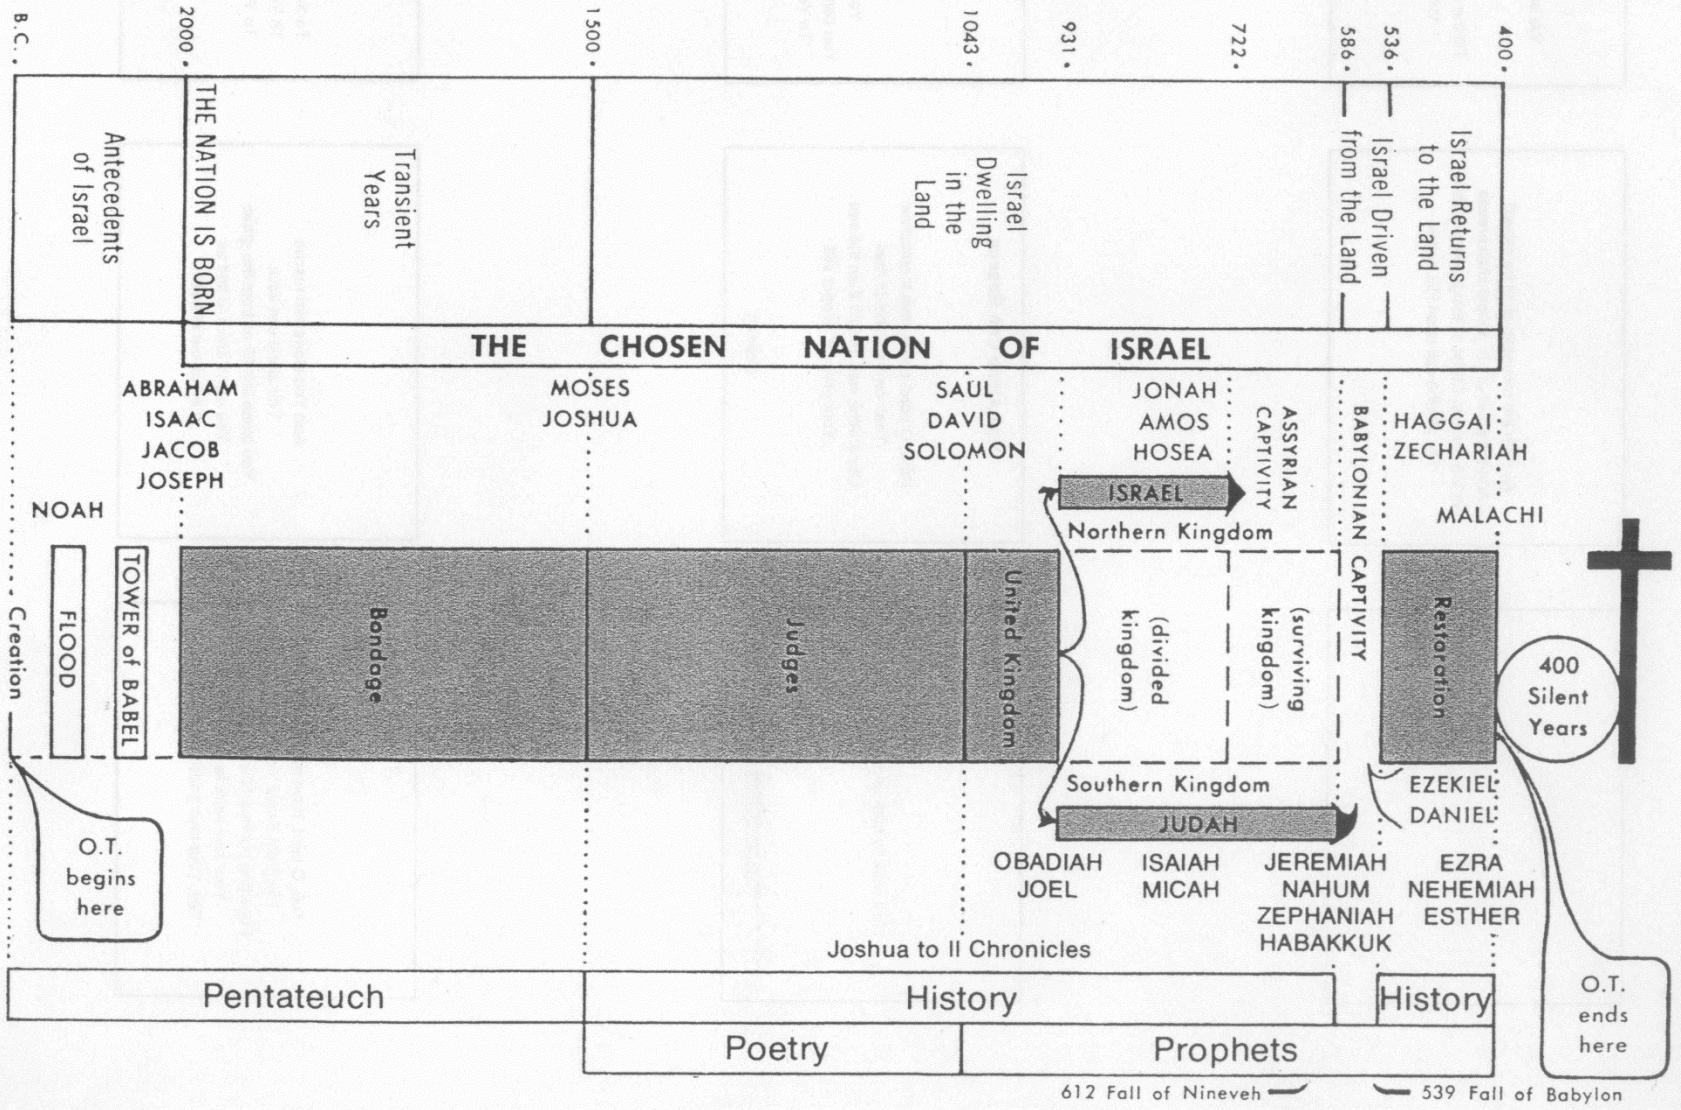 B.C.
2000
1500
1043
931
722
586
536
400
Antecedents
of Israel
THE NATION IS BORN
Transient
Years
Israel
Dwelling
in the
Land
Israel Driven
from the Land
Israel Returns
to the Land
THE CHOSEN NATION OF ISRAEL
ABRAHAM
ISAAC
JACOB
JOSEPH
MOSES
JOSHUA
SAUL
DAVID
SOLOMON
JONAH
AMOS
HOSEA
ASSYRIAN
CAPTIVITY
BABYLONIAN CAPTIVITY
HAGGAI
ZECHARIAH
MALACHI
NOAH
ISRAEL
Northern Kingdom
Creation
FLOOD
TOWER of BABEL
Bondage
Judges
United Kingdom
(divided
kingdom)
(surviving
kingdom)
Restoration
400
Silent
Years
Southern Kingdom
JUDAH
EZEKIEL
DANIEL
OBADIAH
JOEL
ISAIAH
MICAH
JEREMIAH
NAHUM
ZEPHANIAH
HABAKKUK
EZRA
NEHEMIAH
ESTHER
O.T.
begins
here
Joshua to II Chronicles
Pentateuch
History
History
Poetry
Prophets
O.T.
ends
here
612 Fall of Nineveh
539 Fall of Babylon